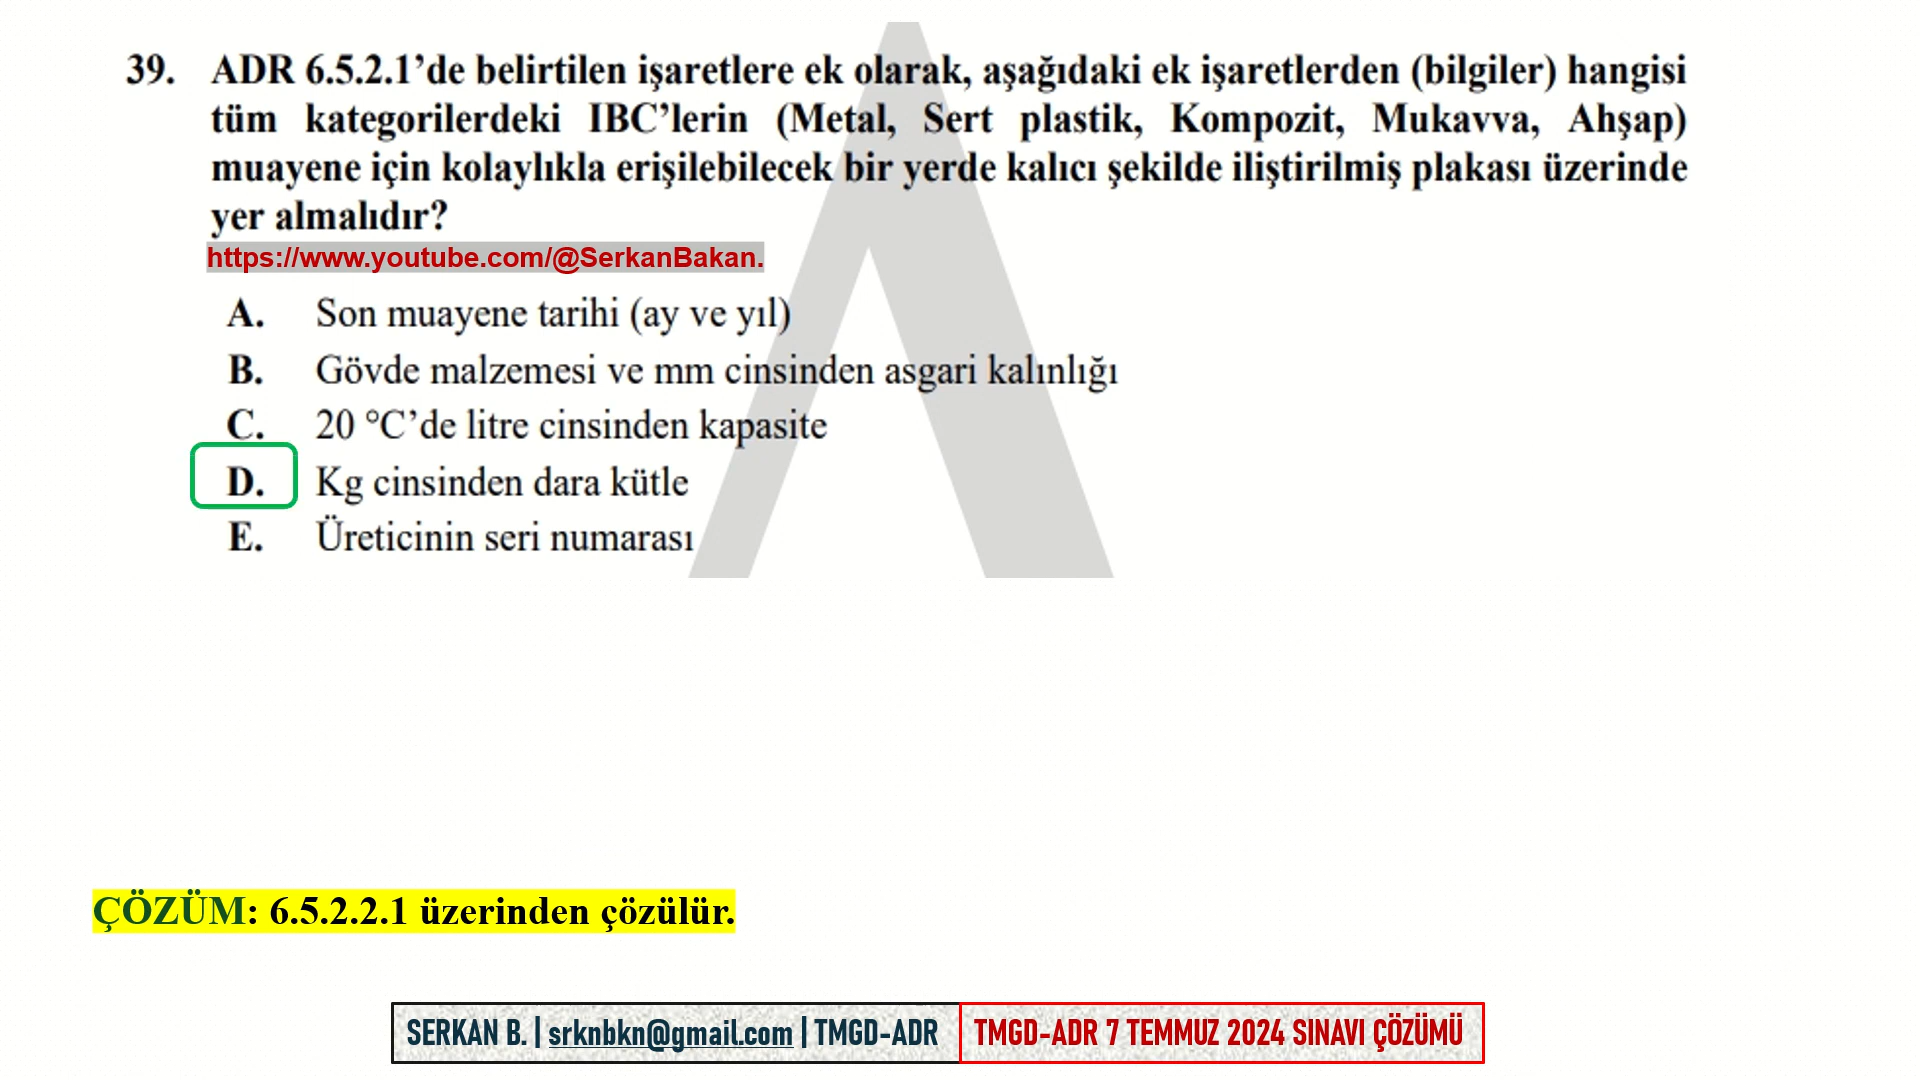 39. ADR 6.5.2.1’de belirtilen işaretlere ek olarak, aşağıdaki ek işaretlerden (bilgiler) hangisi
tüm kategorilerdeki IBC’lerin (Metal, Sert plastik, Kompozit, Mukavva, Ahşap)
muayene için kolaylıkla erişilebilecek bir yerde kalıcı şekilde iliştirilmiş plakası üzerinde
yer almalıdır?
https://www.youtube.com/@SerkanBakan.
A. Son muayene tarihi (ay ve yıl)
B. Gövde malzemesi ve mm cinsinden asgari kalınlığı
C. 20 °C’de litre cinsinden kapasite
D. Kg cinsinden dara kütle
E. Üreticinin seri numarası
ÇÖZÜM: 6.5.2.2.1 üzerinden çözülür.
SERKAN B. | srknbkn@gmail.com | TMGD-ADR TMGD-ADR 7 TEMMUZ 2024 SINAVI ÇÖZÜMÜ